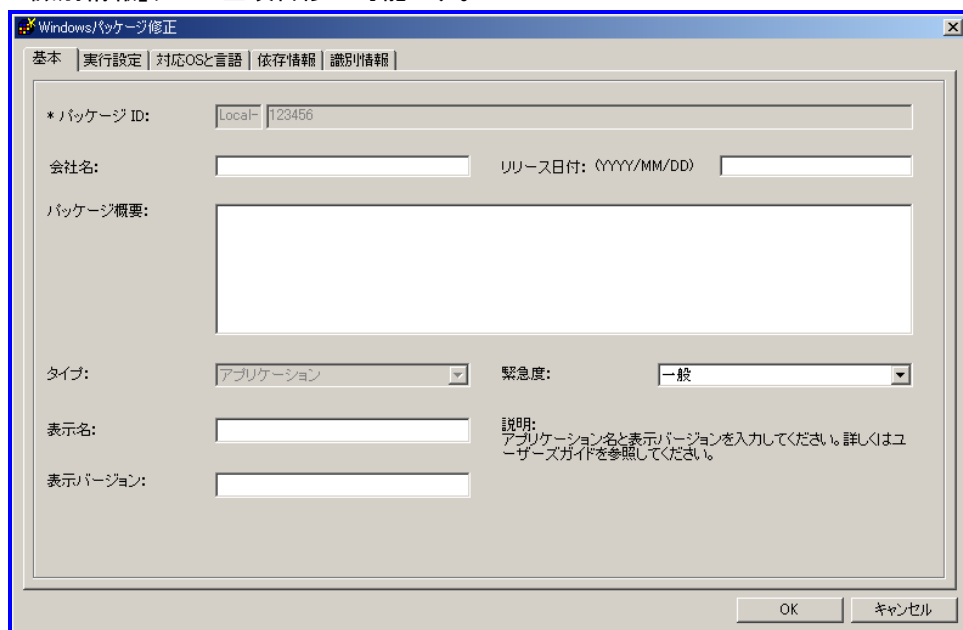 Windowsパッケージ修正
基本 実行設定 対応OSと言語 依存情報 識別情報
* パッケージ ID: Local- 123456
会社名: リリース日付: (YYYY/MM/DD)
パッケージ概要:
タイプ: アプリケーション 緊急度: 一般
表示名: 説明:
アプリケーション名と表示バージョンを入力してください。詳しくはユ
ーザーズガイドを参照してください。
表示バージョン:
OK キャンセル